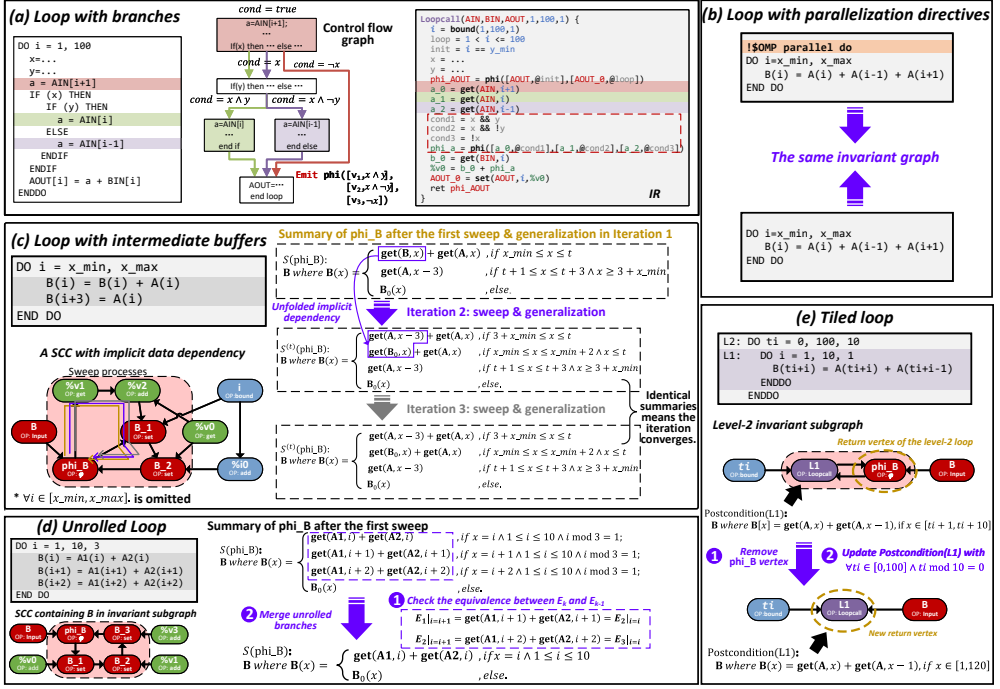 (a) Loop with branches
DO i = 1, 100
x=...
y=...
a = AIN[i+1]
IF (x) THEN
IF (y) THEN
a = AIN[i]
ELSE
a = AIN[i-1]
ENDIF
ENDIF
AOUT[i] = a + BIN[i]
ENDDO
cond = true
a=AIN[i+1];
...
If(x) then ··· else ···
Control flow graph
cond = x
cond = ¬x
If(y) then ··· else ···
cond = x ∧ y
cond = x ∧ ¬y
a=AIN[i]
...
end if
a=AIN[i-1]
...
end else
AOUT=···
end loop
Emit phi([v₁,x ∧ y],
[v₂,x ∧ ¬y],
[v₃,¬x])
Loopcall(AIN,BIN,AOUT,1,100,1) {
i = bound(1,100,1)
loop = 1 < i <= 100
init = i == y_min
x = ...
y = ...
phi_AOUT = phi([AOUT,@init],[AOUT_0,@loop])
a_0 = get(AIN,i+1)
a_1 = get(AIN,i)
a_2 = get(AIN,i-1)
cond1 = x && y
cond2 = x && !y
cond3 = !x
phi_a = phi([a_0,@cond1],[a_1,@cond2],[a_2,@cond3])
b_0 = get(BIN,i)
%v0 = b_0 + phi_a
AOUT_0 = set(AOUT,i,%v0)
ret phi_AOUT
}
IR
(b) Loop with parallelization directives
!$OMP parallel do
DO i=x_min, x_max
B(i) = A(i) + A(i-1) + A(i+1)
END DO
The same invariant graph
DO i=x_min, x_max
B(i) = A(i) + A(i-1) + A(i+1)
END DO
(c) Loop with intermediate buffers
DO i = x_min, x_max
B(i) = B(i) + A(i)
B(i+3) = A(i)
END DO
A SCC with implicit data dependency
Sweep processes
%v1
OP: get
%v2
OP: add
i
OP:bound
B
OP: Input
B_1
OP: set
%v0
OP: get
phi_B
OP: φ
B_2
OP: set
%i0
OP: add
* ∀i ∈ [x_min, x_max]. is omitted
Summary of phi_B after the first sweep & generalization in Iteration 1
S(phi_B):
B where B(x) =
get(B, x) + get(A, x) , if x_min ≤ x ≤ t
get(A, x − 3) , if t + 1 ≤ x ≤ t + 3 ∧ x ≥ 3 + x_min
B₀(x) , else.
Unfolded implicit dependency
Iteration 2: sweep & generalization
S⁽ᵗ⁾(phi_B):
B where B(x) =
get(A, x − 3) + get(A, x) , if 3 + x_min ≤ x ≤ t
get(B₀, x) + get(A, x) , if x_min ≤ x ≤ x_min + 2 ∧ x ≤ t
get(A, x − 3) , if t + 1 ≤ x ≤ t + 3 ∧ x ≥ 3 + x_min
B₀(x) , else.
Iteration 3: sweep & generalization
Identical summaries means the iteration converges.
S⁽ᵗ⁾(phi_B):
B where B(x) =
get(A, x − 3) + get(A, x) , if 3 + x_min ≤ x ≤ t
get(B₀, x) + get(A, x) , if x_min ≤ x ≤ x_min + 2 ∧ x ≤ t
get(A, x − 3) , if t + 1 ≤ x ≤ t + 3 ∧ x ≥ 3 + x_min
B₀(x) , else.
(d) Unrolled Loop
DO i = 1, 10, 3
B(i) = A1(i) + A2(i)
B(i+1) = A1(i+1) + A2(i+1)
B(i+2) = A1(i+2) + A2(i+2)
END DO
SCC containing B in invariant subgraph
B
OP: Input
phi_B
OP: φ
B_3
OP: set
%v3
OP: add
%v0
OP: add
B_1
OP: set
B_2
OP: set
%v1
OP: add
Summary of phi_B after the first sweep
S(phi_B):
B where B(x) =
get(A1, i) + get(A2, i) , if x = i ∧ 1 ≤ i ≤ 10 ∧ i mod 3 = 1;
get(A1, i + 1) + get(A2, i + 1) , if x = i + 1 ∧ 1 ≤ i ≤ 10 ∧ i mod 3 = 1;
get(A1, i + 2) + get(A2, i + 2) , if x = i + 2 ∧ 1 ≤ i ≤ 10 ∧ i mod 3 = 1;
B₀(x) , else.
2 Merge unrolled branches
1 Check the equivalence between Eₖ and Eₖ₋₁
E₁|ᵢ₌ᵢ₊₁ = get(A1, i + 1) + get(A2, i + 1) = E₂|ᵢ₌ᵢ
E₂|ᵢ₌ᵢ₊₁ = get(A1, i + 2) + get(A2, i + 2) = E₃|ᵢ₌ᵢ
S(phi_B):
B where B(x) =
get(A1, i) + get(A2, i) , if x = i ∧ 1 ≤ i ≤ 10
B₀(x) , else.
(e) Tiled loop
L2: DO ti = 0, 100, 10
L1: DO i = 1, 10, 1
B(ti+i) = A(ti+i) + A(ti+i-1)
ENDDO
ENDDO
Level-2 invariant subgraph
Return vertex of the level-2 loop
ti
OP:bound
L1
OP: Loopcall
phi_B
OP: φ
B
OP: Input
Postcondition(L1):
B where B[x] = get(A, x) + get(A, x − 1), if x ∈ [ti + 1, ti + 10]
1 Remove phi_B vertex
2 Update Postcondition(L1) with
∀ti ∈ [0,100] ∧ ti mod 10 = 0
ti
OP:bound
L1
OP: Loopcall
B
OP: Input
New return vertex
Postcondition(L1):
B where B(x) = get(A, x) + get(A, x − 1), if x ∈ [1,120]